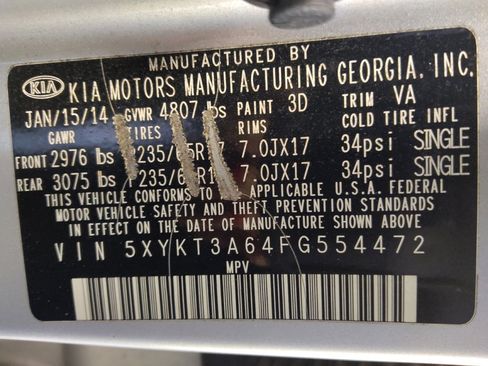 MANUFACTURED BY
KIA KIA MOTORS MANUFACTURING GEORGIA, INC.
JAN/15/14 GVWR 4807 lbs PAINT 3D TRIM VA
GAWR TIRES RIMS COLD TIRE INFL
FRONT 2976 lbs 7.0JX17 34psi SINGLE
REAR 3075 lbs 7.0JX17 34psi SINGLE
THIS VEHICLE CONFORMS TO APPLICABLE U.S.A. FEDERAL
MOTOR VEHICLE SAFETY AND THEFT PREVENTION STANDARDS
IN EFFECT ON THE DATE OF MANUFACTURE SHOWN ABOVE.
VIN 5XYKT3A64FG554472
MPV